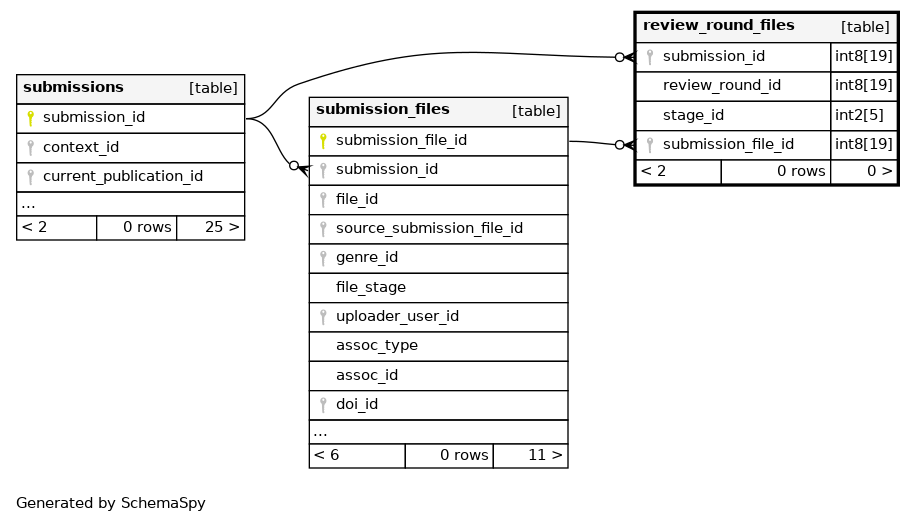 submissions [table]
submission_id
context_id
current_publication_id
...
< 2 0 rows 25 >
submission_files [table]
submission_file_id
submission_id
file_id
source_submission_file_id
genre_id
file_stage
uploader_user_id
assoc_type
assoc_id
doi_id
...
< 6 0 rows 11 >
review_round_files [table]
submission_id int8[19]
review_round_id int8[19]
stage_id int2[5]
submission_file_id int8[19]
< 2 0 rows 0 >
Generated by SchemaSpy